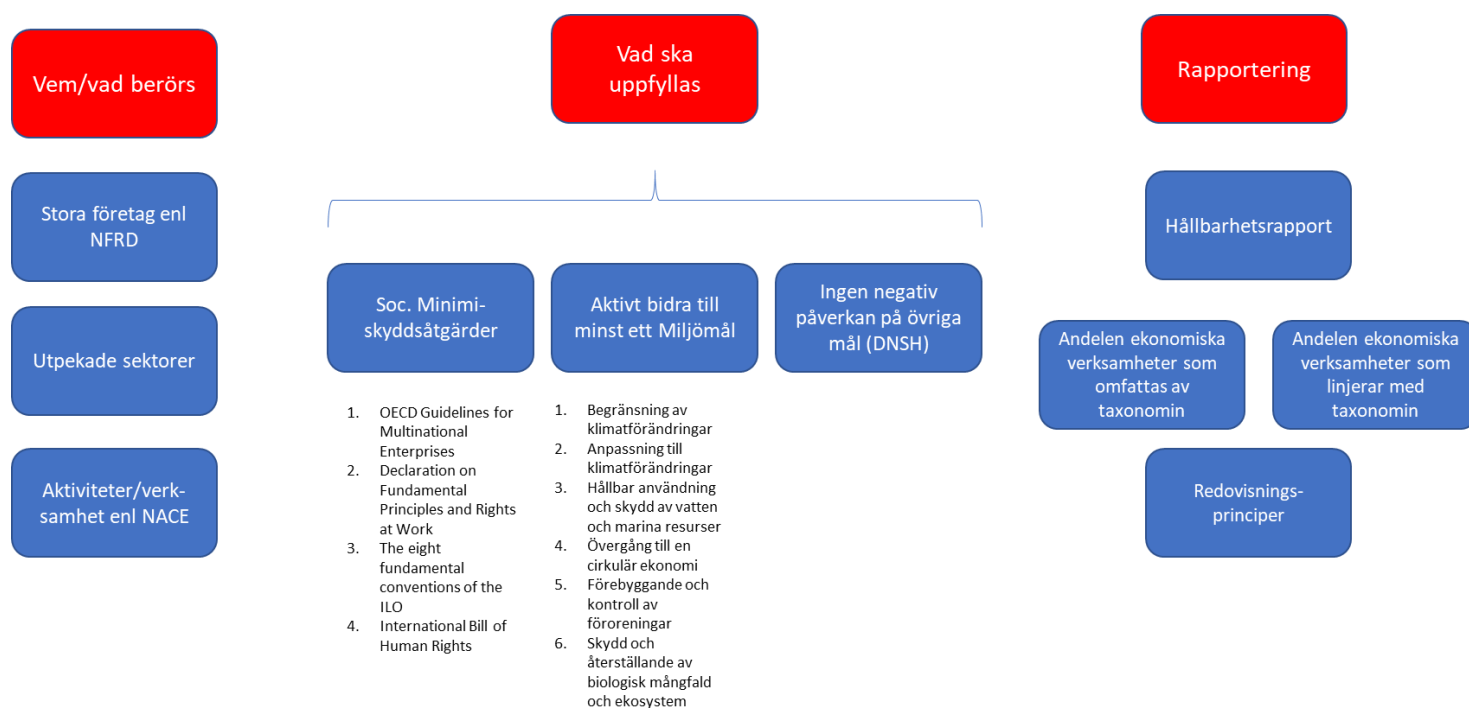 Vem/vad berörs
Stora företag enl
NFRD
Utpekade sektorer
Aktiviteter/verk-
samhet enl NACE
Vad ska
uppfyllas
Soc. Minimi-
skyddsåtgärder
1. OECD Guidelines for
Multinational
Enterprises
2. Declaration on
Fundamental
Principles and Rights
at Work
3. The eight
fundamental
conventions of the
ILO
4. International Bill of
Human Rights
Aktivt bidra till
minst ett Miljömål
1. Begränsning av
klimatförändringar
2. Anpassning till
klimatförändringar
3. Hållbar användning
och skydd av vatten
och marina resurser
4. Övergång till en
cirkulär ekonomi
5. Förebyggande och
kontroll av
föroreningar
6. Skydd och
återställande av
biologisk mångfald
och ekosystem
Ingen negativ
påverkan på övriga
mål (DNSH)
Rapportering
Hållbarhetsrapport
Andelen ekonomiska
verksamheter som
omfattas av
taxonomin
Andelen ekonomiska
verksamheter som
linjerar med
taxonomin
Redovisnings-
principer